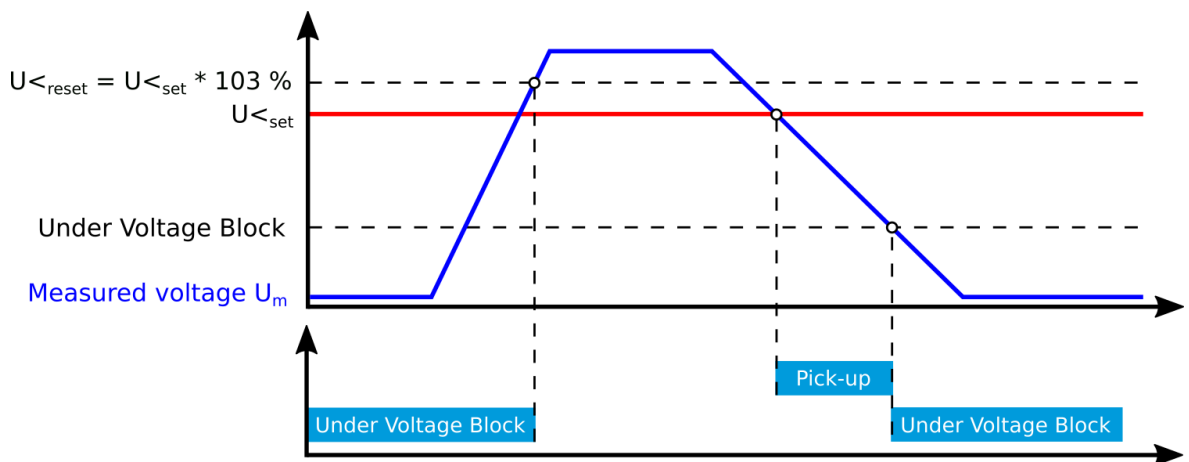 U<reset = U<set * 103 %
U<set
Under Voltage Block
Measured voltage Um
Pick-up
Under Voltage Block
Under Voltage Block